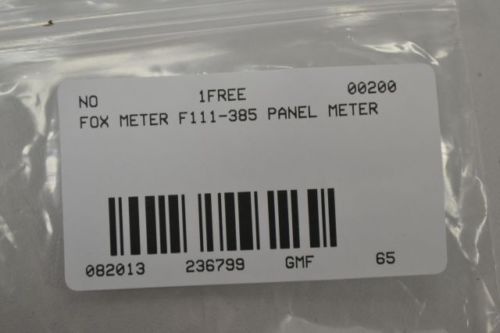 NO 1FREE 00200
FOX METER F111-385 PANEL METER
082013 236799 GMF 65